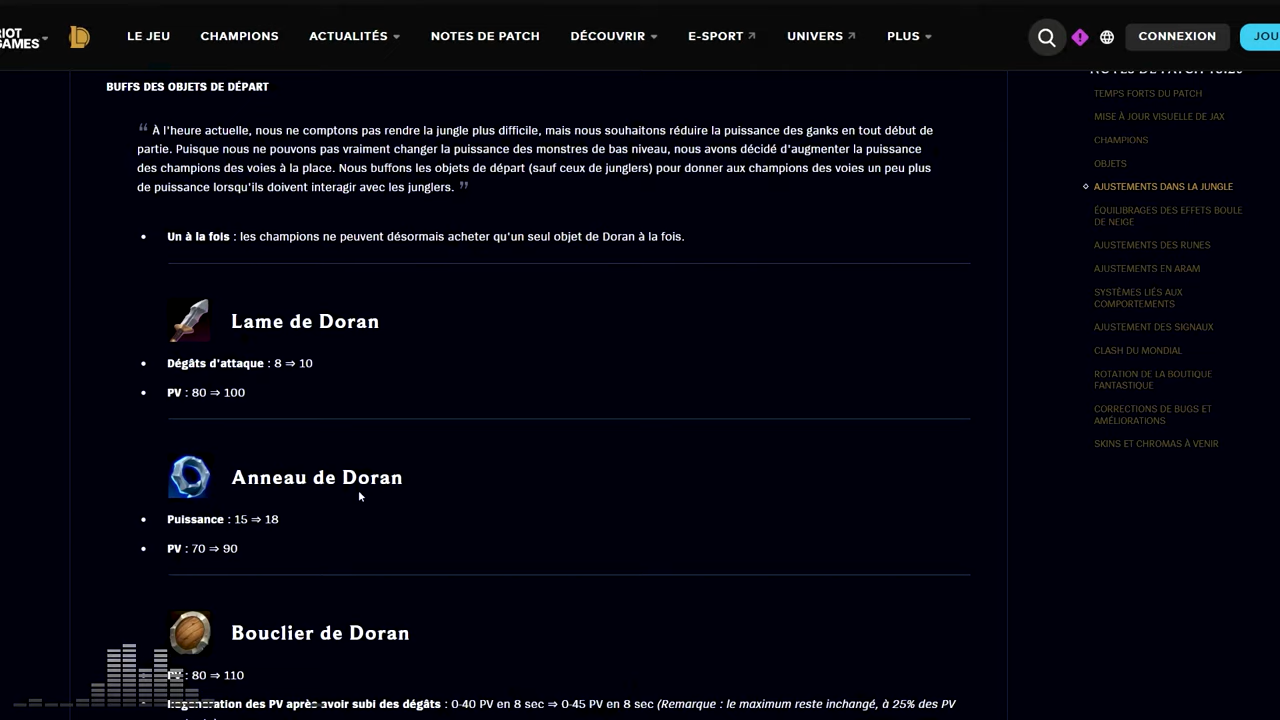 RIOT
GAMES
LE JEU
CHAMPIONS
ACTUALITÉS
NOTES DE PATCH
DÉCOUVRIR
E-SPORT
UNIVERS
PLUS
CONNEXION
JOU
BUFFS DES OBJETS DE DÉPART
“ À l'heure actuelle, nous ne comptons pas rendre la jungle plus difficile, mais nous souhaitons réduire la puissance des ganks en tout début de
partie. Puisque nous ne pouvons pas vraiment changer la puissance des monstres de bas niveau, nous avons décidé d'augmenter la puissance
des champions des voies à la place. Nous buffons les objets de départ (sauf ceux de junglers) pour donner aux champions des voies un peu plus
de puissance lorsqu'ils doivent interagir avec les junglers. ”
• Un à la fois : les champions ne peuvent désormais acheter qu'un seul objet de Doran à la fois.
Lame de Doran
• Dégâts d'attaque : 8 ⇒ 10
• PV : 80 ⇒ 100
Anneau de Doran
• Puissance : 15 ⇒ 18
• PV : 70 ⇒ 90
Bouclier de Doran
PV : 80 ⇒ 110
Régénération des PV après avoir subi des dégâts : 0-40 PV en 8 sec ⇒ 0-45 PV en 8 sec (Remarque : le maximum reste inchangé, à 25% des PV
NOTES DE PATCH
TEMPS FORTS DU PATCH
MISE À JOUR VISUELLE DE JAX
CHAMPIONS
OBJETS
AJUSTEMENTS DANS LA JUNGLE
ÉQUILIBRAGES DES EFFETS BOULE
DE NEIGE
AJUSTEMENTS DES RUNES
AJUSTEMENTS EN ARAM
SYSTÈMES LIÉS AUX
COMPORTEMENTS
AJUSTEMENT DES SIGNAUX
CLASH DU MONDIAL
ROTATION DE LA BOUTIQUE
FANTASTIQUE
CORRECTIONS DE BUGS ET
AMÉLIORATIONS
SKINS ET CHROMAS À VENIR